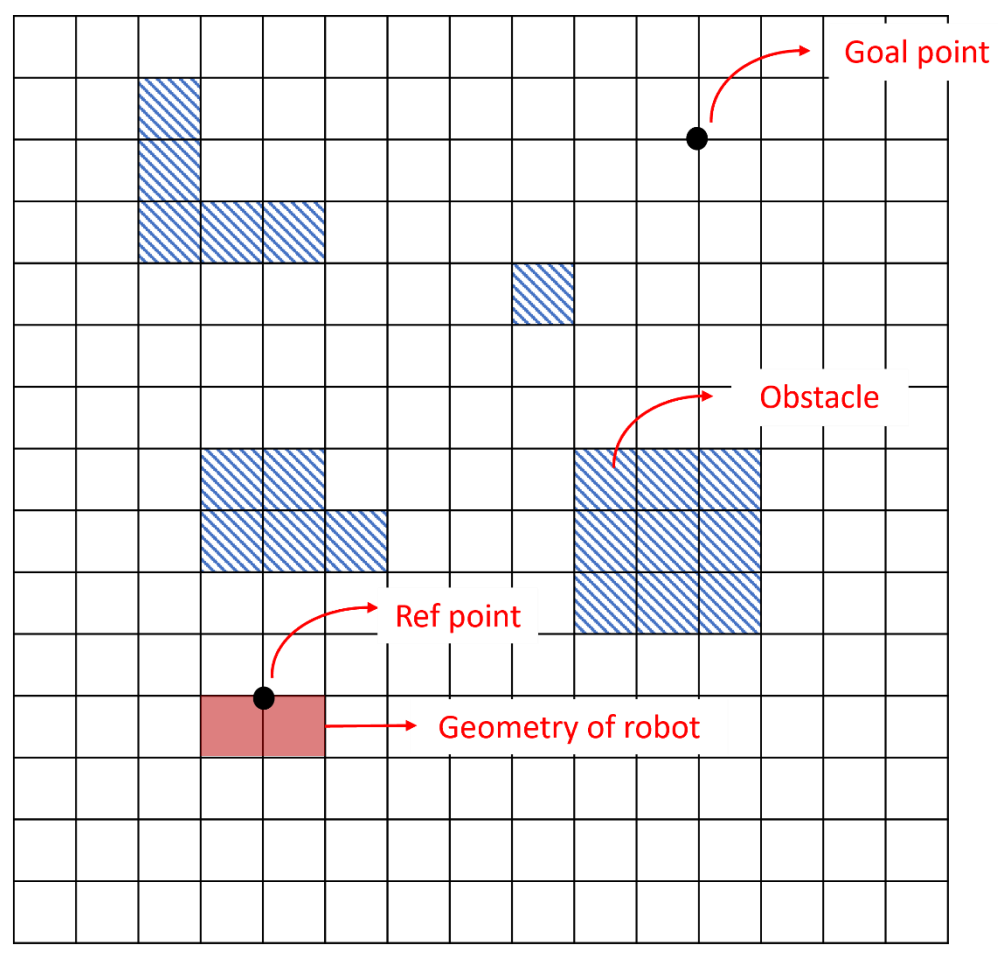 Goal point
Obstacle
Ref point
Geometry of robot